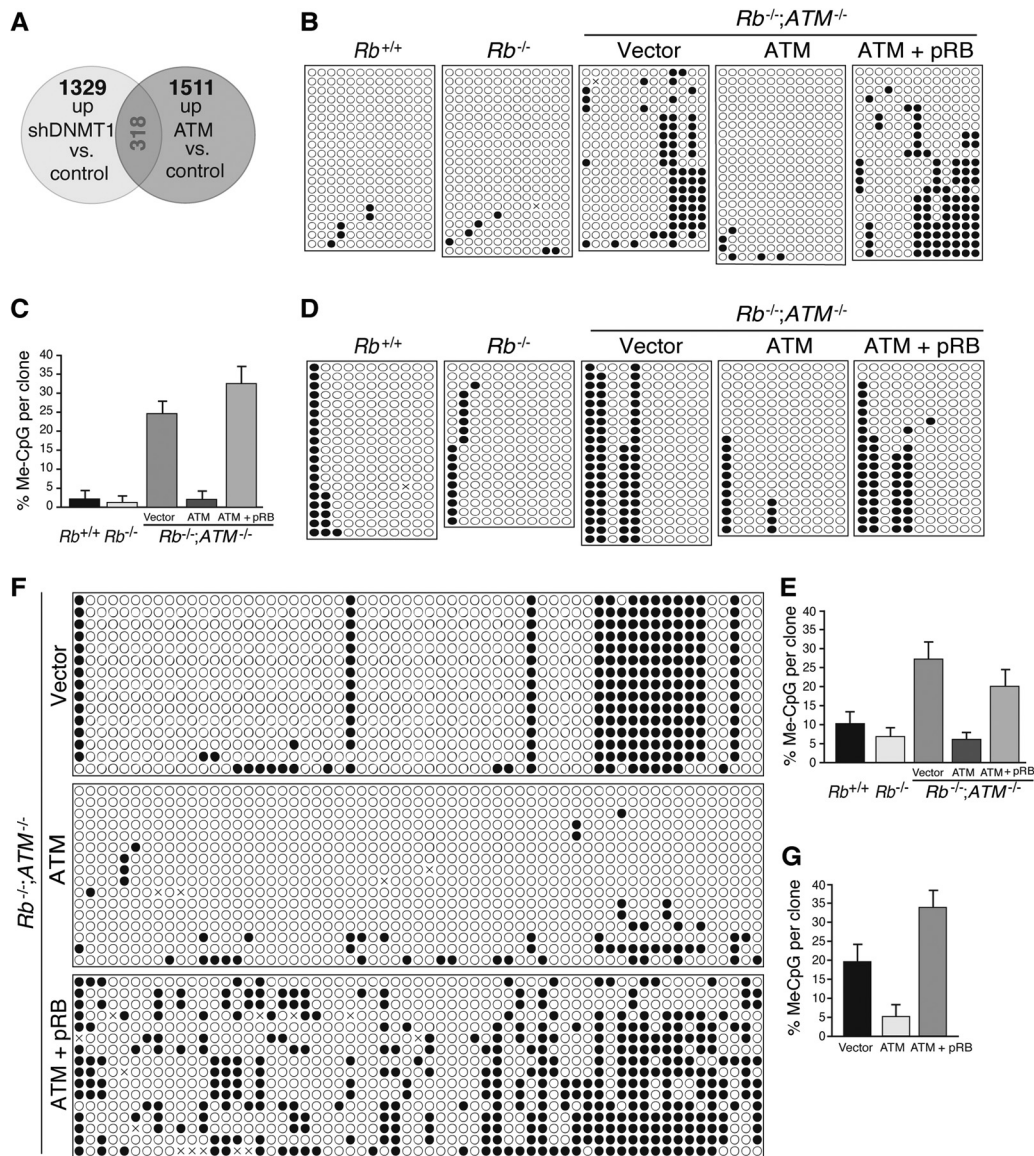 A
1329
up
shDNMT1
vs.
control
318
1511
up
ATM
vs.
control
B
Rb-/-;ATM-/-
Rb+/+
Rb-/-
Vector
ATM
ATM + pRB
C
% Me-CpG per clone
40
35
30
25
20
15
10
5
0
Vector
ATM
ATM + pRB
Rb+/+
Rb-/-
Rb-/-;ATM-/-
D
Rb-/-;ATM-/-
Rb+/+
Rb-/-
Vector
ATM
ATM + pRB
F
Rb-/-;ATM-/-
Vector
ATM
ATM + pRB
E
% Me-CpG per clone
40
35
30
25
20
15
10
5
0
Vector
ATM
ATM+pRB
Rb+/+
Rb-/-
Rb-/-;ATM-/-
G
% MeCpG per clone
40
35
30
25
20
15
10
5
0
Vector
ATM
ATM + pRB